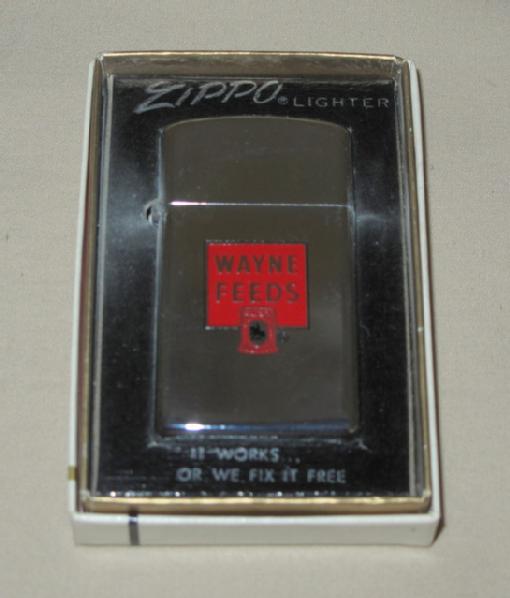 ZIPPO® LIGHTER
WAYNE
FEEDS
IT WORKS...
OR WE FIX IT FREE